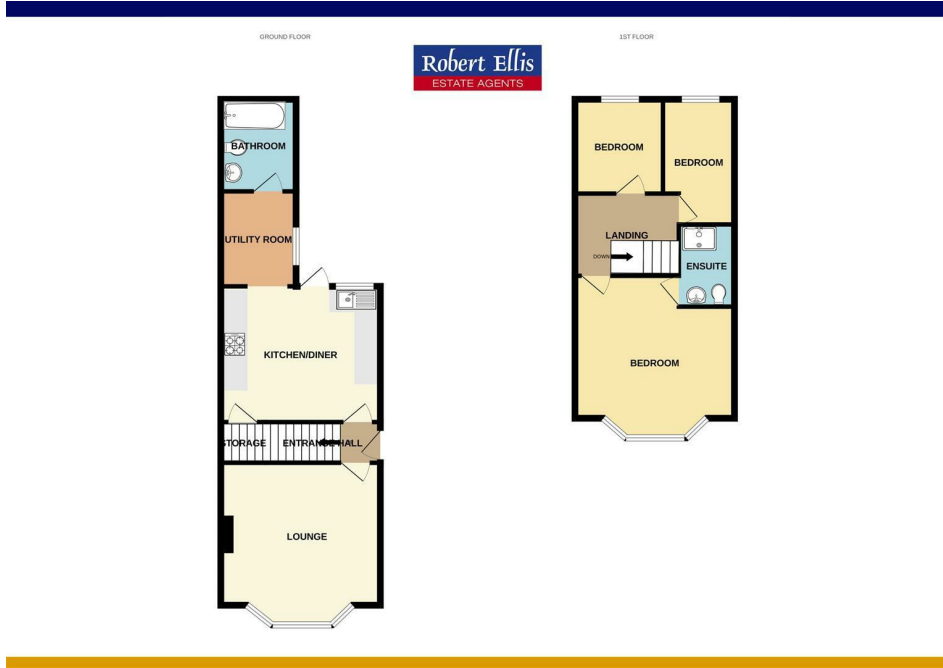 GROUND FLOOR
1ST FLOOR
Robert Ellis
ESTATE AGENTS
BATHROOM
UTILITY ROOM
KITCHEN/DINER
STORAGE
ENTRANCE HALL
LOUNGE
BEDROOM
BEDROOM
LANDING
DOWN
ENSUITE
BEDROOM